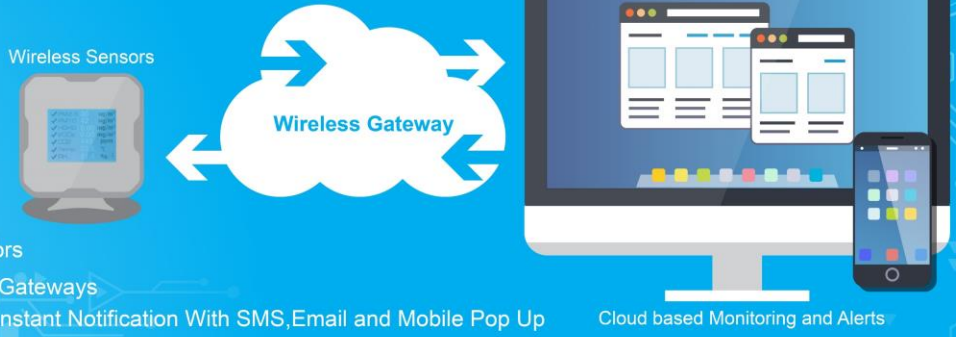 Wireless Sensors
Wireless Gateway
ors
Gateways
nstant Notification With SMS,Email and Mobile Pop Up
Cloud based Monitoring and Alerts